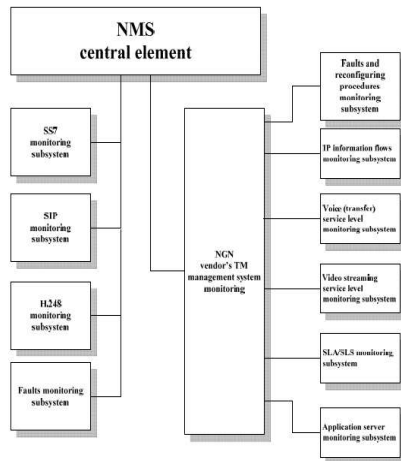 NMS
central element
SS7
monitoring
subsystem
SIP
monitoring
subsystem
H.248
monitoring
subsystem
Faults monitoring
subsystem
NGN
vendor's TM
management system
monitoring
Faults and
reconfiguring
procedures
monitoring
subsystem
IP information flows
monitoring subsystem
Voice (transfer)
service level
monitoring subsystem
Video streaming
service level
monitoring subsystem
SLA/SLS monitoring
subsystem
Application server
monitoring subsystem